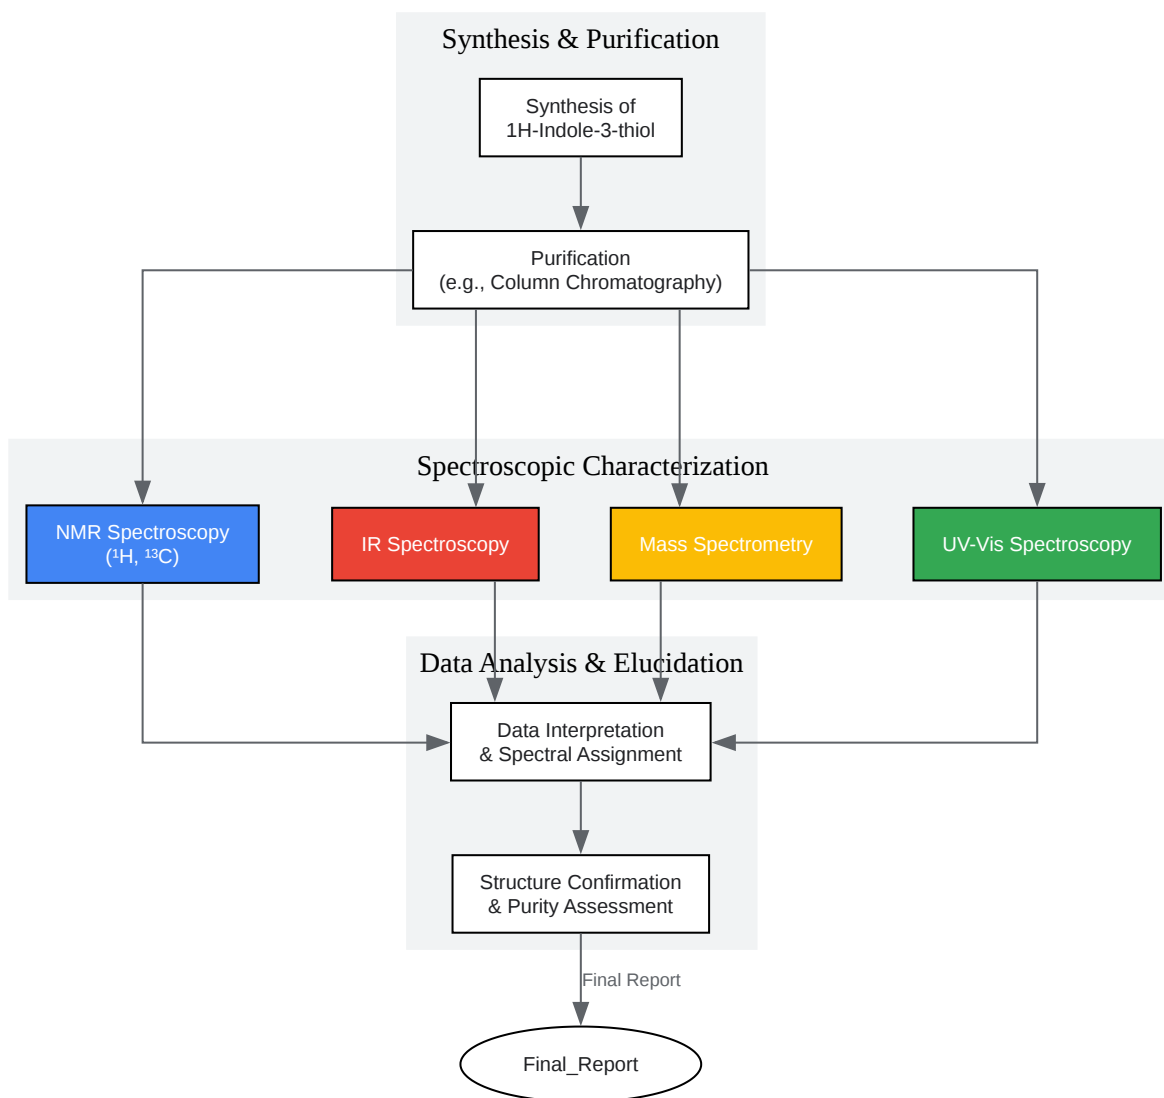 Synthesis & Purification
Synthesis of
1H-Indole-3-thiol
Purification
(e.g., Column Chromatography)
Spectroscopic Characterization
NMR Spectroscopy
(¹H, ¹³C)
IR Spectroscopy
Mass Spectrometry
UV-Vis Spectroscopy
Data Analysis & Elucidation
Data Interpretation
& Spectral Assignment
Structure Confirmation
& Purity Assessment
Final Report
Final_Report